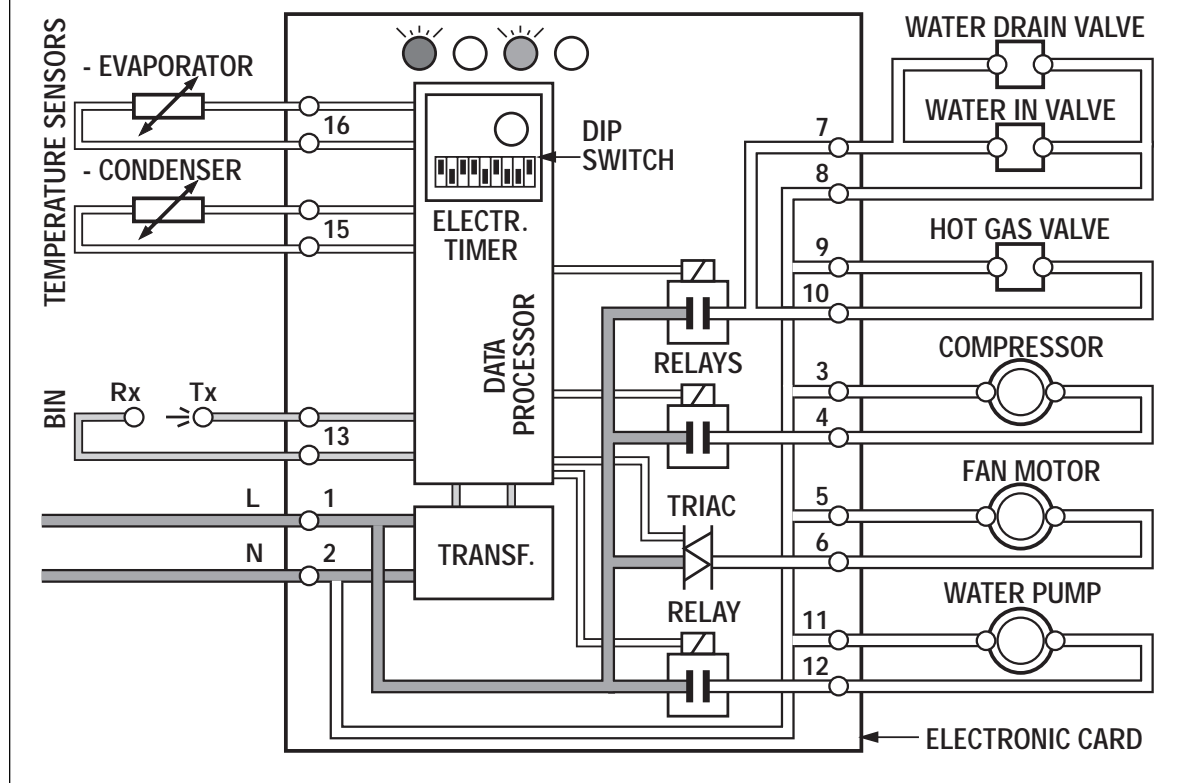 TEMPERATURE SENSORS
- EVAPORATOR
16
- CONDENSER
15
BIN
Rx
Tx
13
L
1
N
2
DIP
SWITCH
ELECTR.
TIMER
DATA
PROCESSOR
TRANSF.
RELAYS
TRIAC
RELAY
WATER DRAIN VALVE
WATER IN VALVE
7
8
HOT GAS VALVE
9
10
COMPRESSOR
3
4
FAN MOTOR
5
6
WATER PUMP
11
12
ELECTRONIC CARD